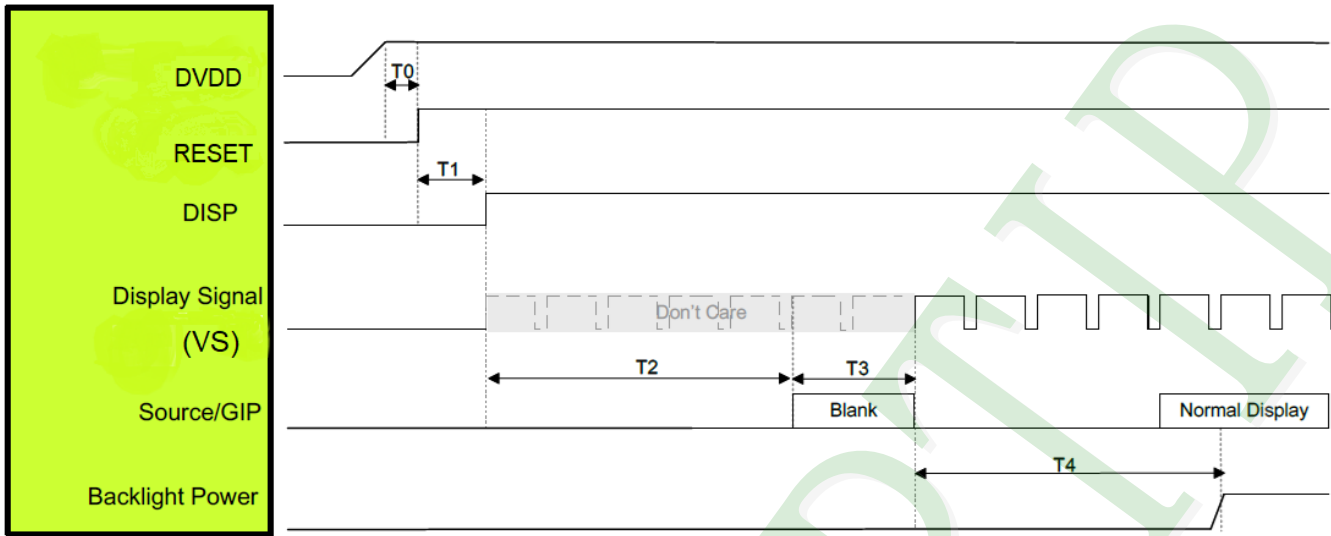 DVDD
T0
RESET
T1
DISP
Display Signal
(VS)
Don't Care
T2
T3
Source/GIP
Blank
Normal Display
T4
Backlight Power
PTIP